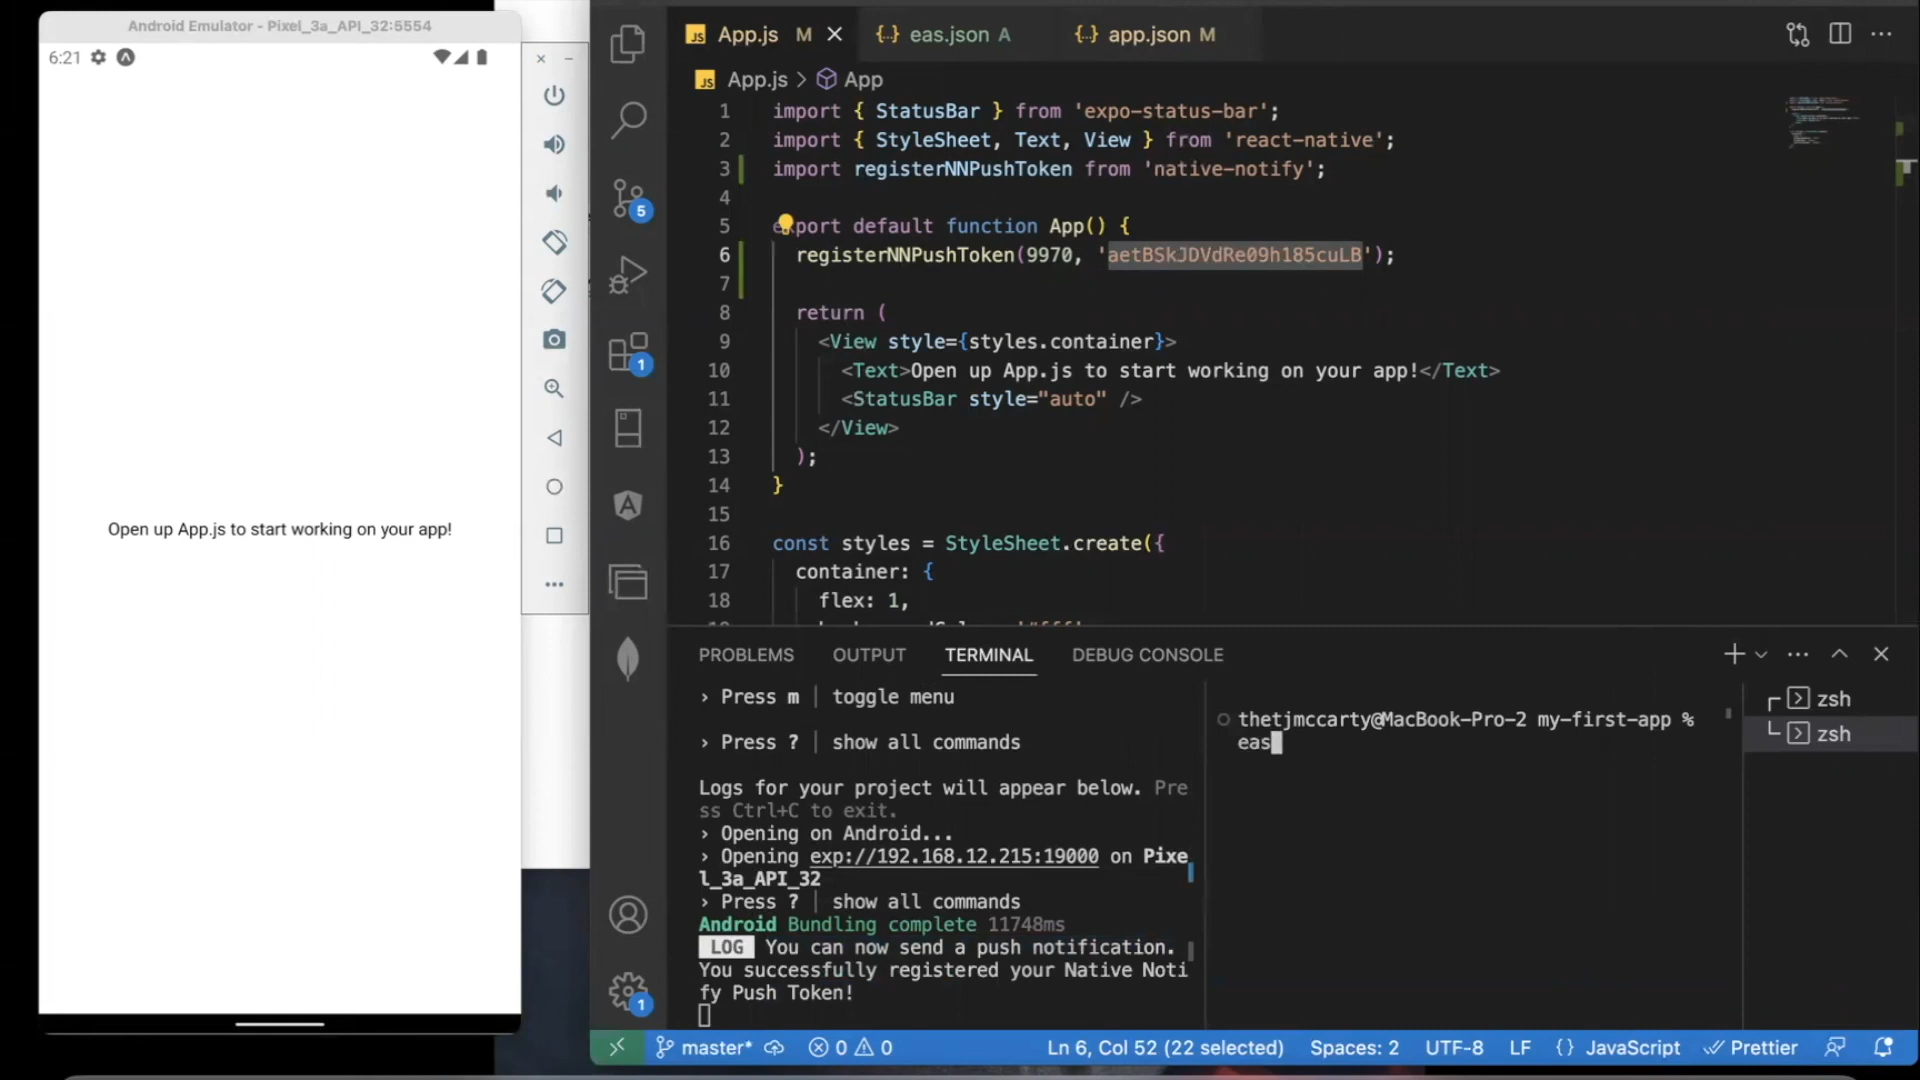 Android Emulator - Pixel_3a_API_32:5554
6:21
Open up App.js to start working on your app!
5
1
1
JS App.js M
{..} eas.json A
{..} app.json M
JS App.js > App
1 import { StatusBar } from 'expo-status-bar';
2 import { StyleSheet, Text, View } from 'react-native';
3 import registerNNPushToken from 'native-notify';
4
5 export default function App() {
6 registerNNPushToken(9970, 'aetBSkJDVdRe09h185cuLB');
7
8 return (
9 <View style={styles.container}>
10 <Text>Open up App.js to start working on your app!</Text>
11 <StatusBar style="auto" />
12 </View>
13 );
14 }
15
16 const styles = StyleSheet.create({
17 container: {
18 flex: 1,
PROBLEMS OUTPUT TERMINAL DEBUG CONSOLE
› Press m │ toggle menu
› Press ? │ show all commands
Logs for your project will appear below. Pre
ss Ctrl+C to exit.
› Opening on Android...
› Opening exp://192.168.12.215:19000 on Pixe
l_3a_API_32
› Press ? │ show all commands
Android Bundling complete 11748ms
LOG You can now send a push notification.
You successfully registered your Native Noti
fy Push Token!
thetjmccarty@MacBook-Pro-2 my-first-app %
eas
zsh
zsh
master* 0 0 Ln 6, Col 52 (22 selected) Spaces: 2 UTF-8 LF {} JavaScript Prettier